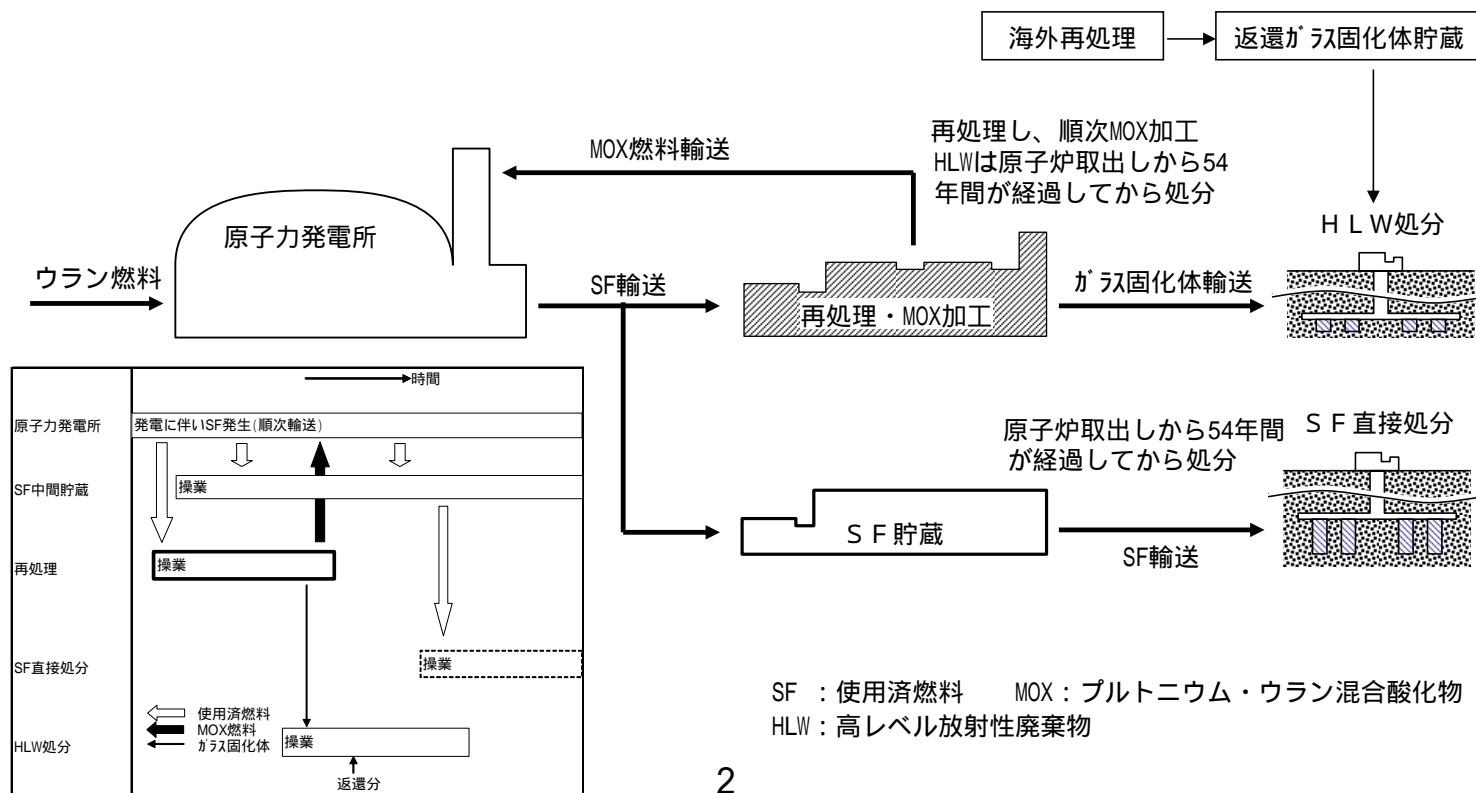 海外再処理
返還ガラス固化体貯蔵
再処理し、順次MOX加工
HLWは原子炉取出しから54
年間が経過してから処分
MOX燃料輸送
原子力発電所
HLW処分
ウラン燃料
SF輸送
ガラス固化体輸送
再処理・MOX加工
時間
原子力発電所
発電に伴いSF発生(順次輸送)
SF中間貯蔵
操業
再処理
操業
SF直接処分
操業
使用済燃料
MOX燃料
ガラス固化体
HLW処分
操業
返還分
原子炉取出しから54年間
が経過してから処分
SF直接処分
SF貯蔵
SF輸送
SF:使用済燃料 MOX:プルトニウム・ウラン混合酸化物
HLW:高レベル放射性廃棄物
2